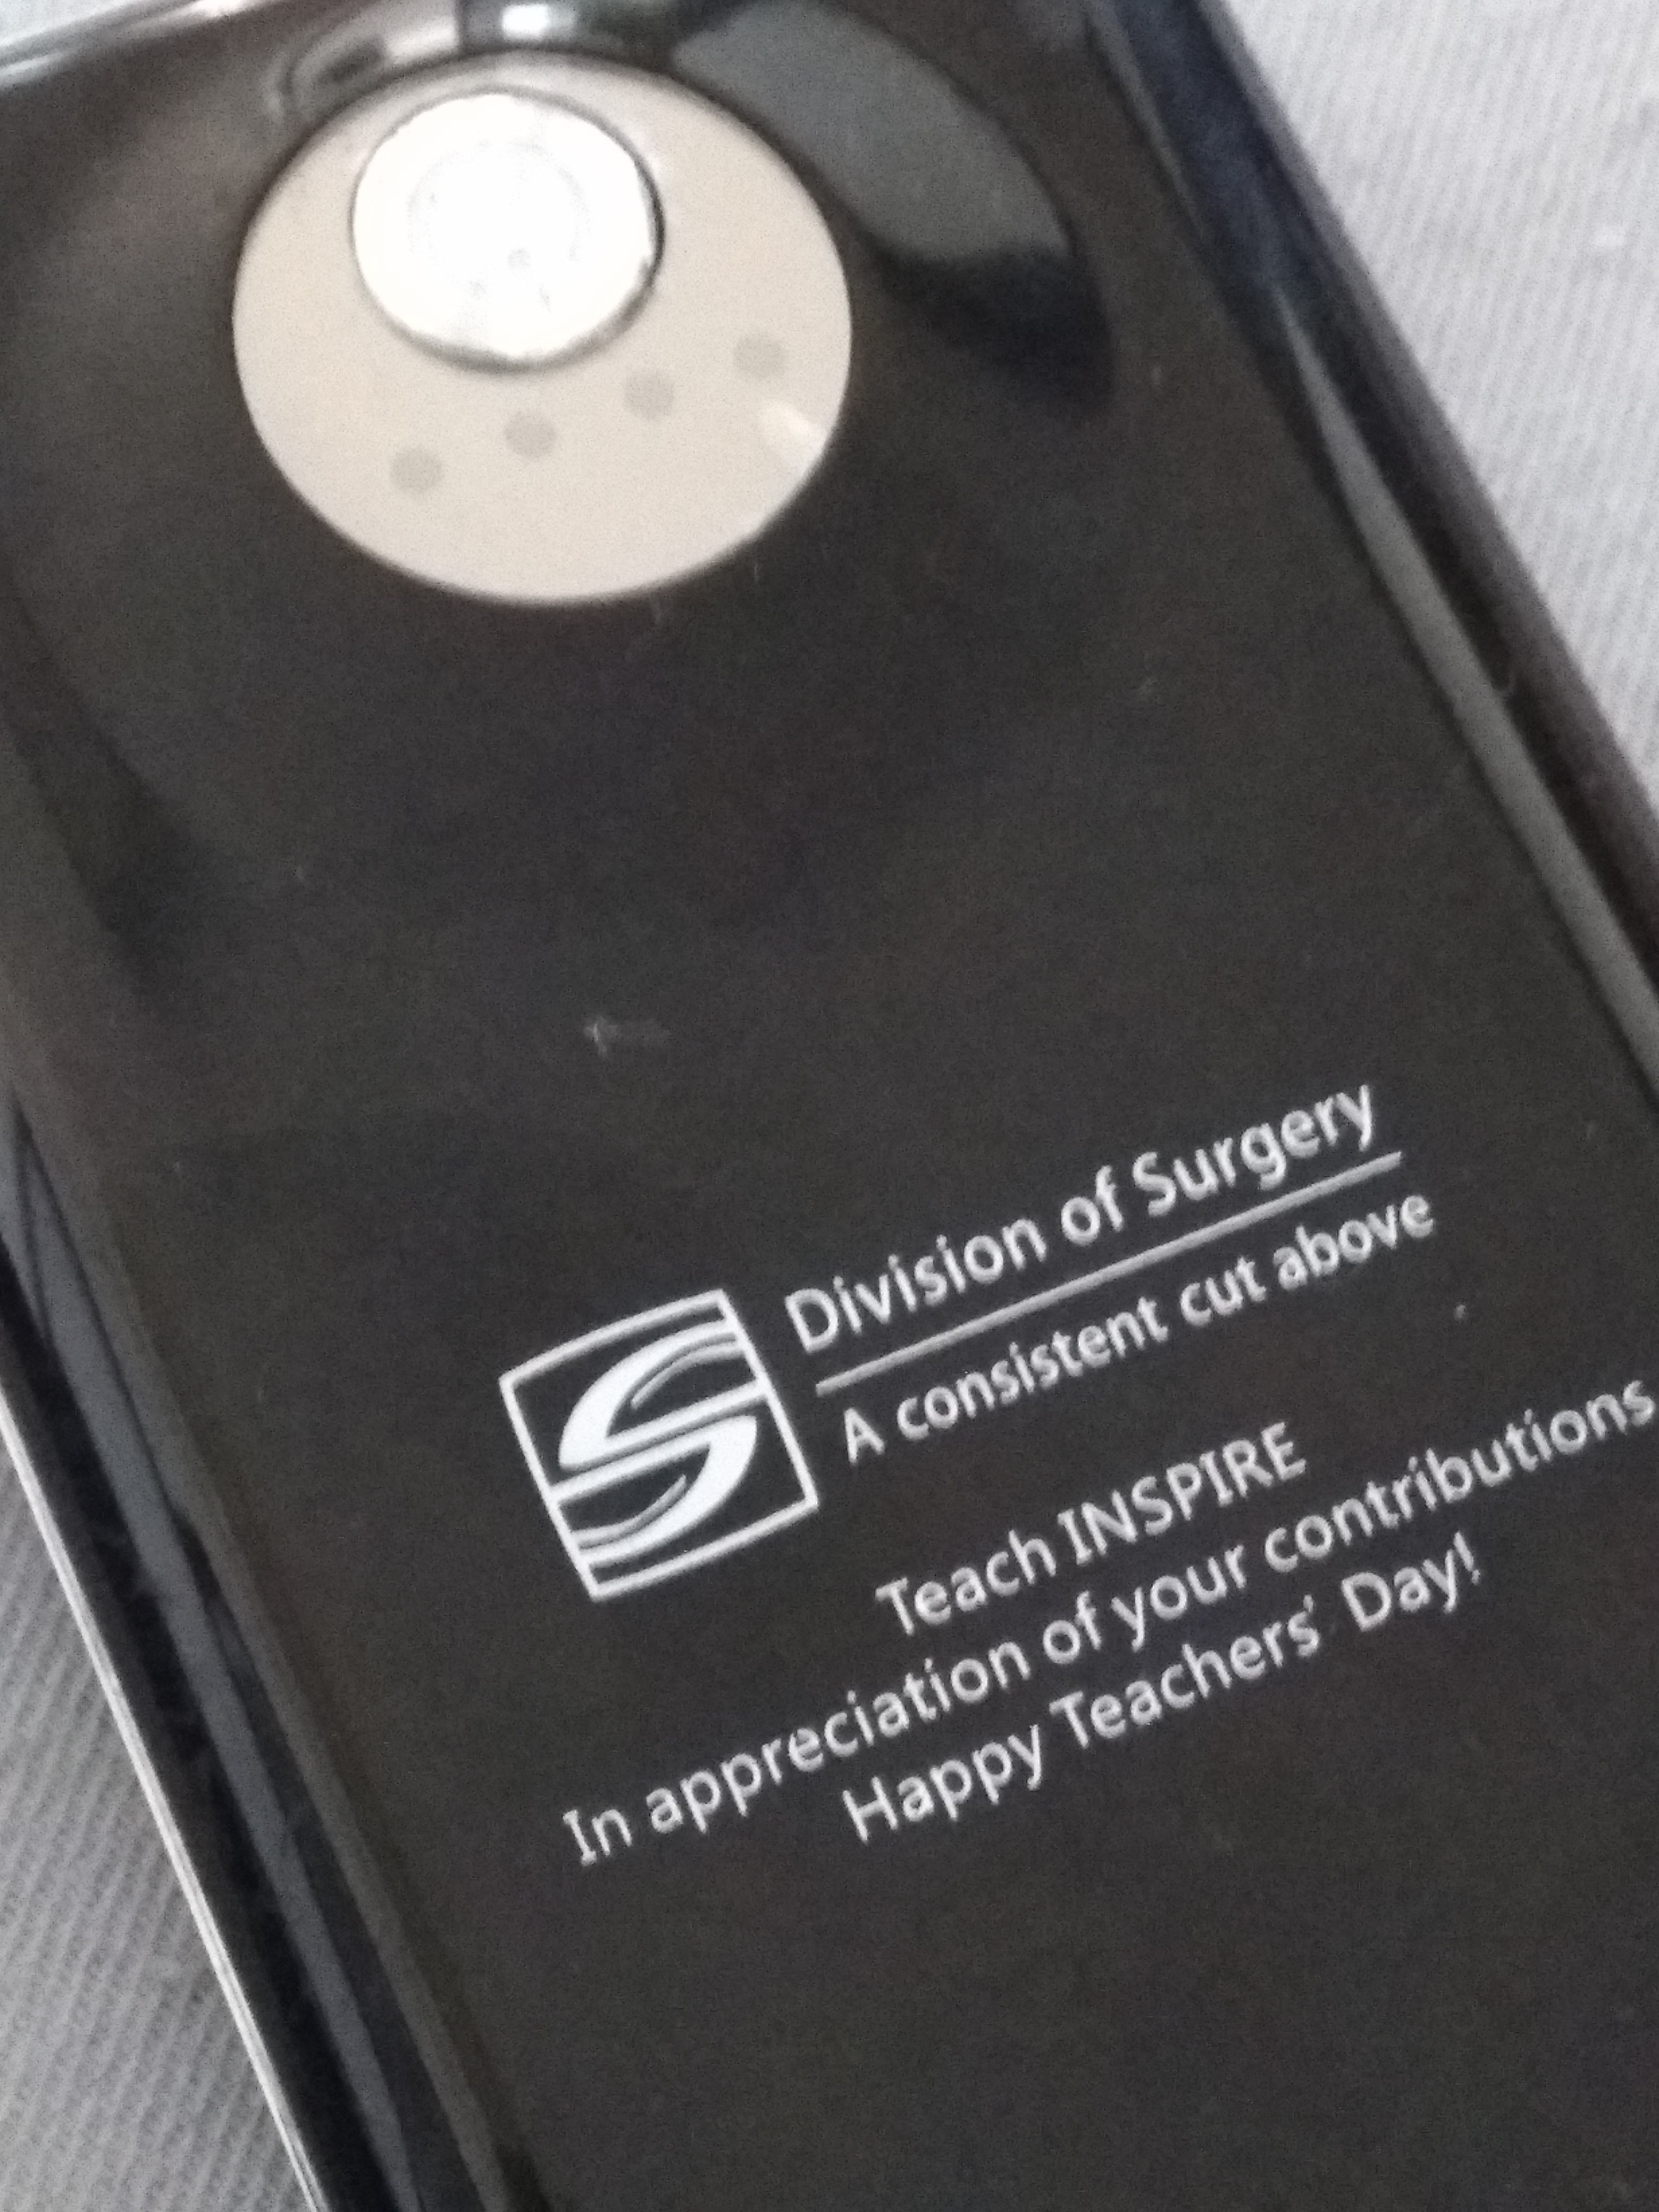 Division of Surgery
A consistent cut above
Teach INSPIRE
In appreciation of your contributions
Happy Teachers' Day!